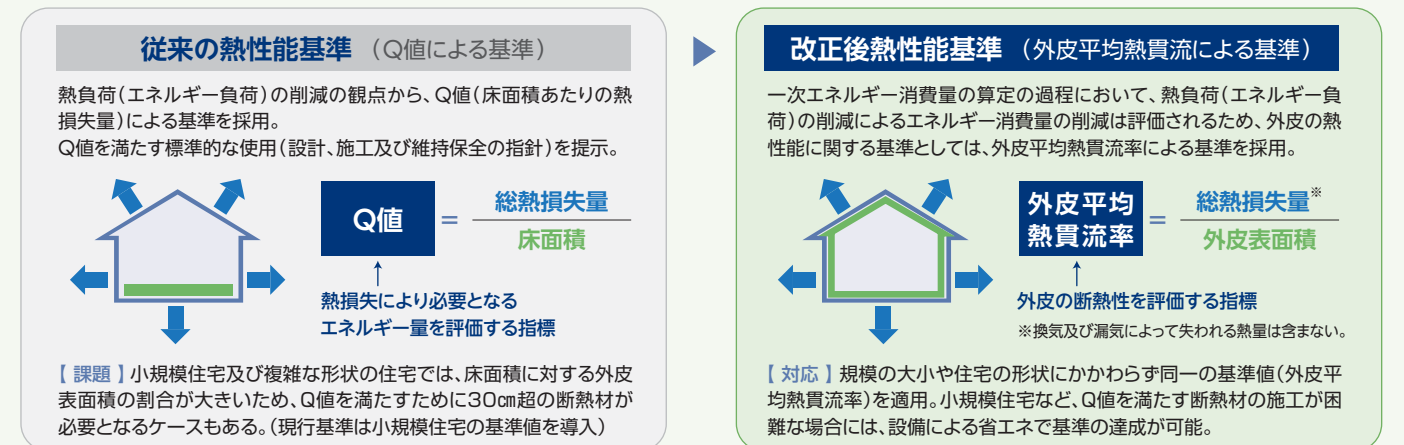 従来の熱性能基準（Q値による基準）
熱負荷（エネルギー負荷）の削減の観点から、Q値（床面積あたりの熱
損失量）による基準を採用。
Q値を満たす標準的な使用（設計、施工及び維持保全の指針）を提示。
Q値
＝
総熱損失量
床面積
↑
熱損失により必要となる
エネルギー量を評価する指標
【 課題 】小規模住宅及び複雑な形状の住宅では、床面積に対する外皮
表面積の割合が大きいため、Q値を満たすために30㎝超の断熱材が
必要となるケースもある。（現行基準は小規模住宅の基準値を導入）
改正後熱性能基準（外皮平均熱貫流による基準）
一次エネルギー消費量の算定の過程において、熱負荷（エネルギー負
荷）の削減によるエネルギー消費量の削減は評価されるため、外皮の熱
性能に関する基準としては、外皮平均熱貫流率による基準を採用。
外皮平均
熱貫流率
＝
総熱損失量※
外皮表面積
↑
外皮の断熱性を評価する指標
※換気及び漏気によって失われる熱量は含まない。
【 対応 】規模の大小や住宅の形状にかかわらず同一の基準値（外皮平
均熱貫流率）を適用。小規模住宅など、Q値を満たす断熱材の施工が困
難な場合には、設備による省エネで基準の達成が可能。